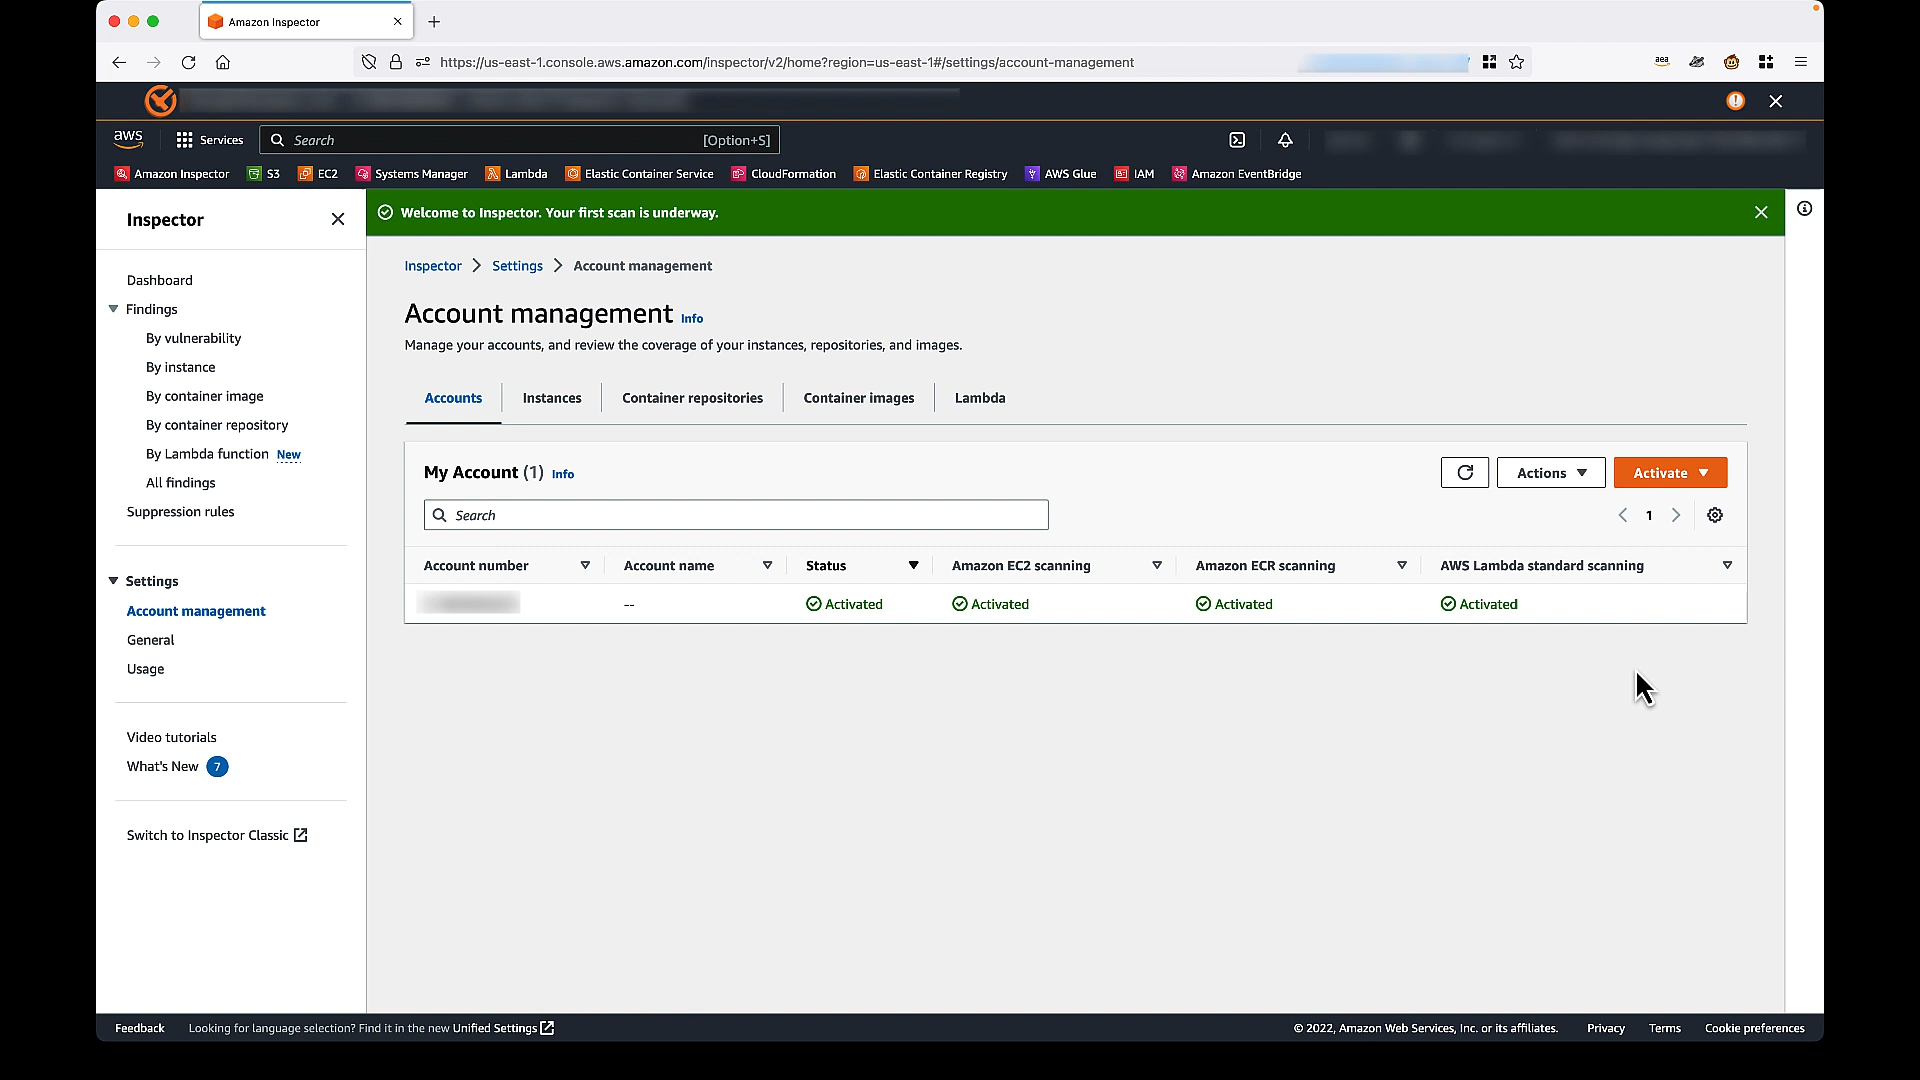 Amazon Inspector
https://us-east-1.console.aws.amazon.com/inspector/v2/home?region=us-east-1#/settings/account-management
aea
aws
Services
Search
[Option+S]
Amazon Inspector
S3
EC2
Systems Manager
Lambda
Elastic Container Service
CloudFormation
Elastic Container Registry
AWS Glue
IAM
Amazon EventBridge
Inspector
Dashboard
Findings
By vulnerability
By instance
By container image
By container repository
By Lambda function New
All findings
Suppression rules
Settings
Account management
General
Usage
Video tutorials
What's New 7
Switch to Inspector Classic
Welcome to Inspector. Your first scan is underway.
Inspector > Settings > Account management
Account management Info
Manage your accounts, and review the coverage of your instances, repositories, and images.
Accounts
Instances
Container repositories
Container images
Lambda
My Account (1) Info
Actions
Activate
Search
1
Account number
Account name
Status
Amazon EC2 scanning
Amazon ECR scanning
AWS Lambda standard scanning
--
Activated
Activated
Activated
Activated
Feedback
Looking for language selection? Find it in the new Unified Settings
© 2022, Amazon Web Services, Inc. or its affiliates.
Privacy
Terms
Cookie preferences